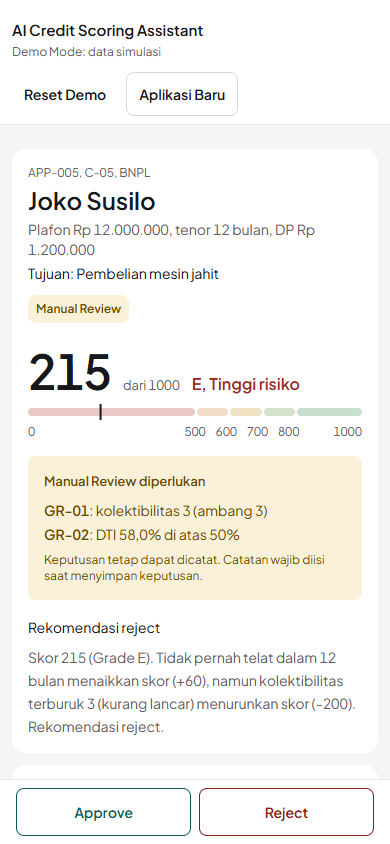 AI Credit Scoring Assistant
Demo Mode: data simulasi
Reset Demo
Aplikasi Baru
APP-005, C-05, BNPL
Joko Susilo
Plafon Rp 12.000.000, tenor 12 bulan, DP Rp
1.200.000
Tujuan: Pembelian mesin jahit
Manual Review
215 dari 1000 E, Tinggi risiko
0 500 600 700 800 1000
Manual Review diperlukan
GR-01: kolektibilitas 3 (ambang 3)
GR-02: DTI 58,0% di atas 50%
Keputusan tetap dapat dicatat. Catatan wajib diisi
saat menyimpan keputusan.
Rekomendasi reject
Skor 215 (Grade E). Tidak pernah telat dalam 12
bulan menaikkan skor (+60), namun kolektibilitas
terburuk 3 (kurang lancar) menurunkan skor (-200).
Rekomendasi reject.
Approve
Reject